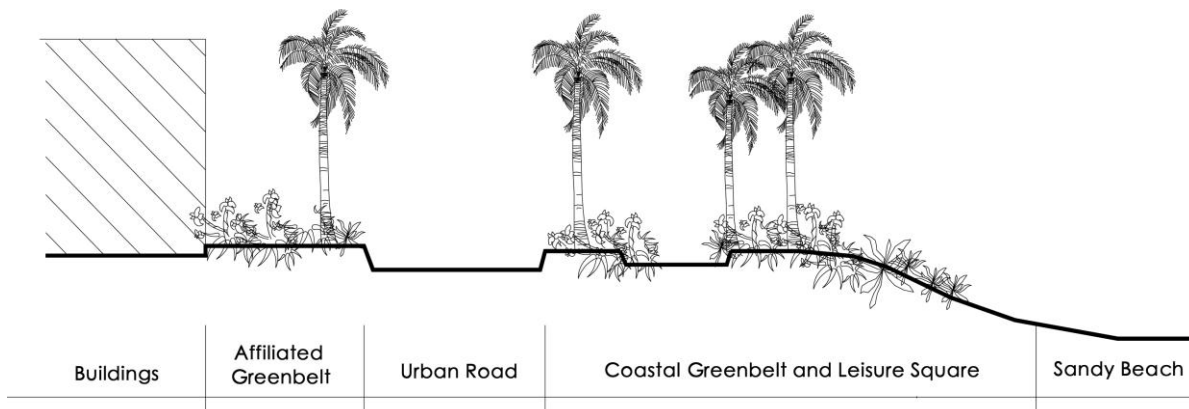 Buildings
Affiliated
Greenbelt
Urban Road
Coastal Greenbelt and Leisure Square
Sandy Beach